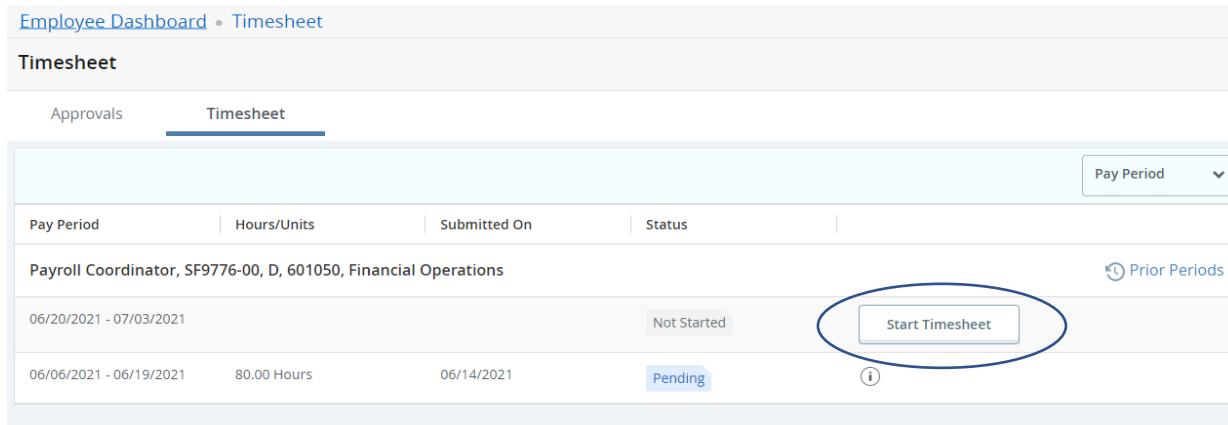 Employee Dashboard • Timesheet
Timesheet
Approvals Timesheet
Pay Period
Pay Period Hours/Units Submitted On Status
Payroll Coordinator, SF9776-00, D, 601050, Financial Operations Prior Periods
06/20/2021 - 07/03/2021 Not Started Start Timesheet
06/06/2021 - 06/19/2021 80.00 Hours 06/14/2021 Pending